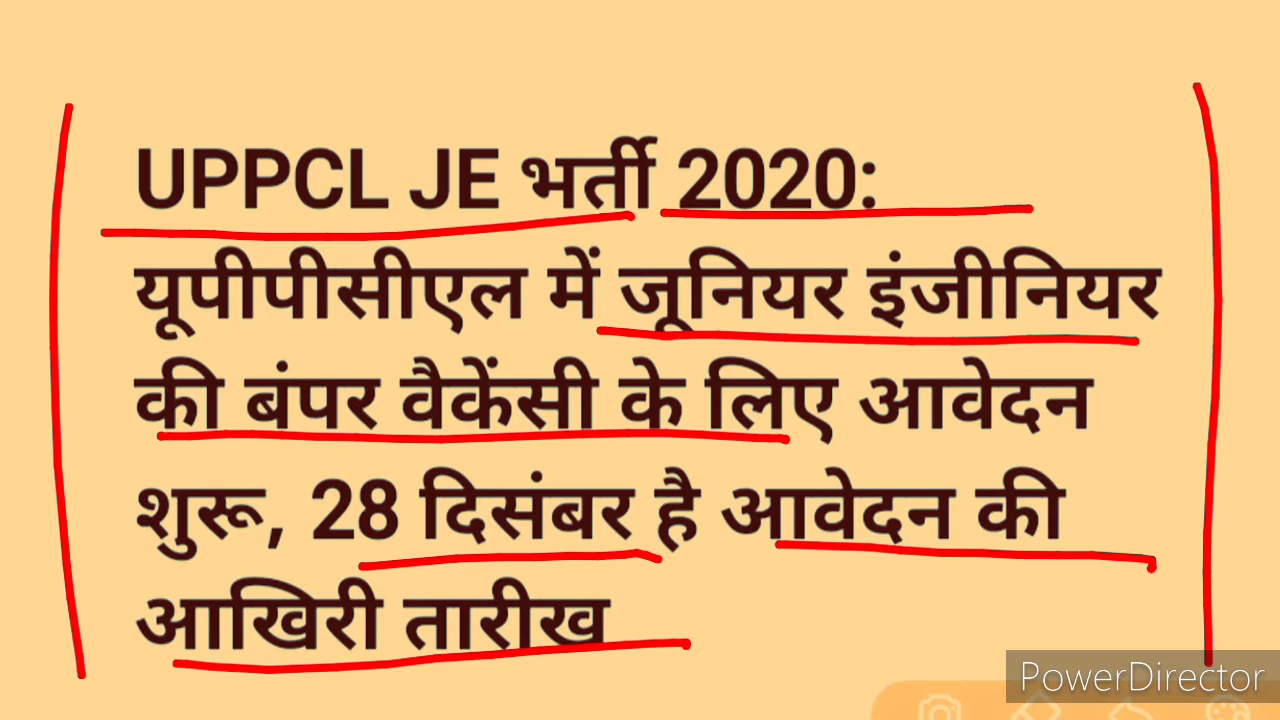 UPPCL JE भर्ती 2020:
यूपीपीसीएल में जूनियर इंजीनियर
की बंपर वैकेंसी के लिए आवेदन
शुरू, 28 दिसंबर है आवेदन की
आखिरी तारीख
PowerDirector